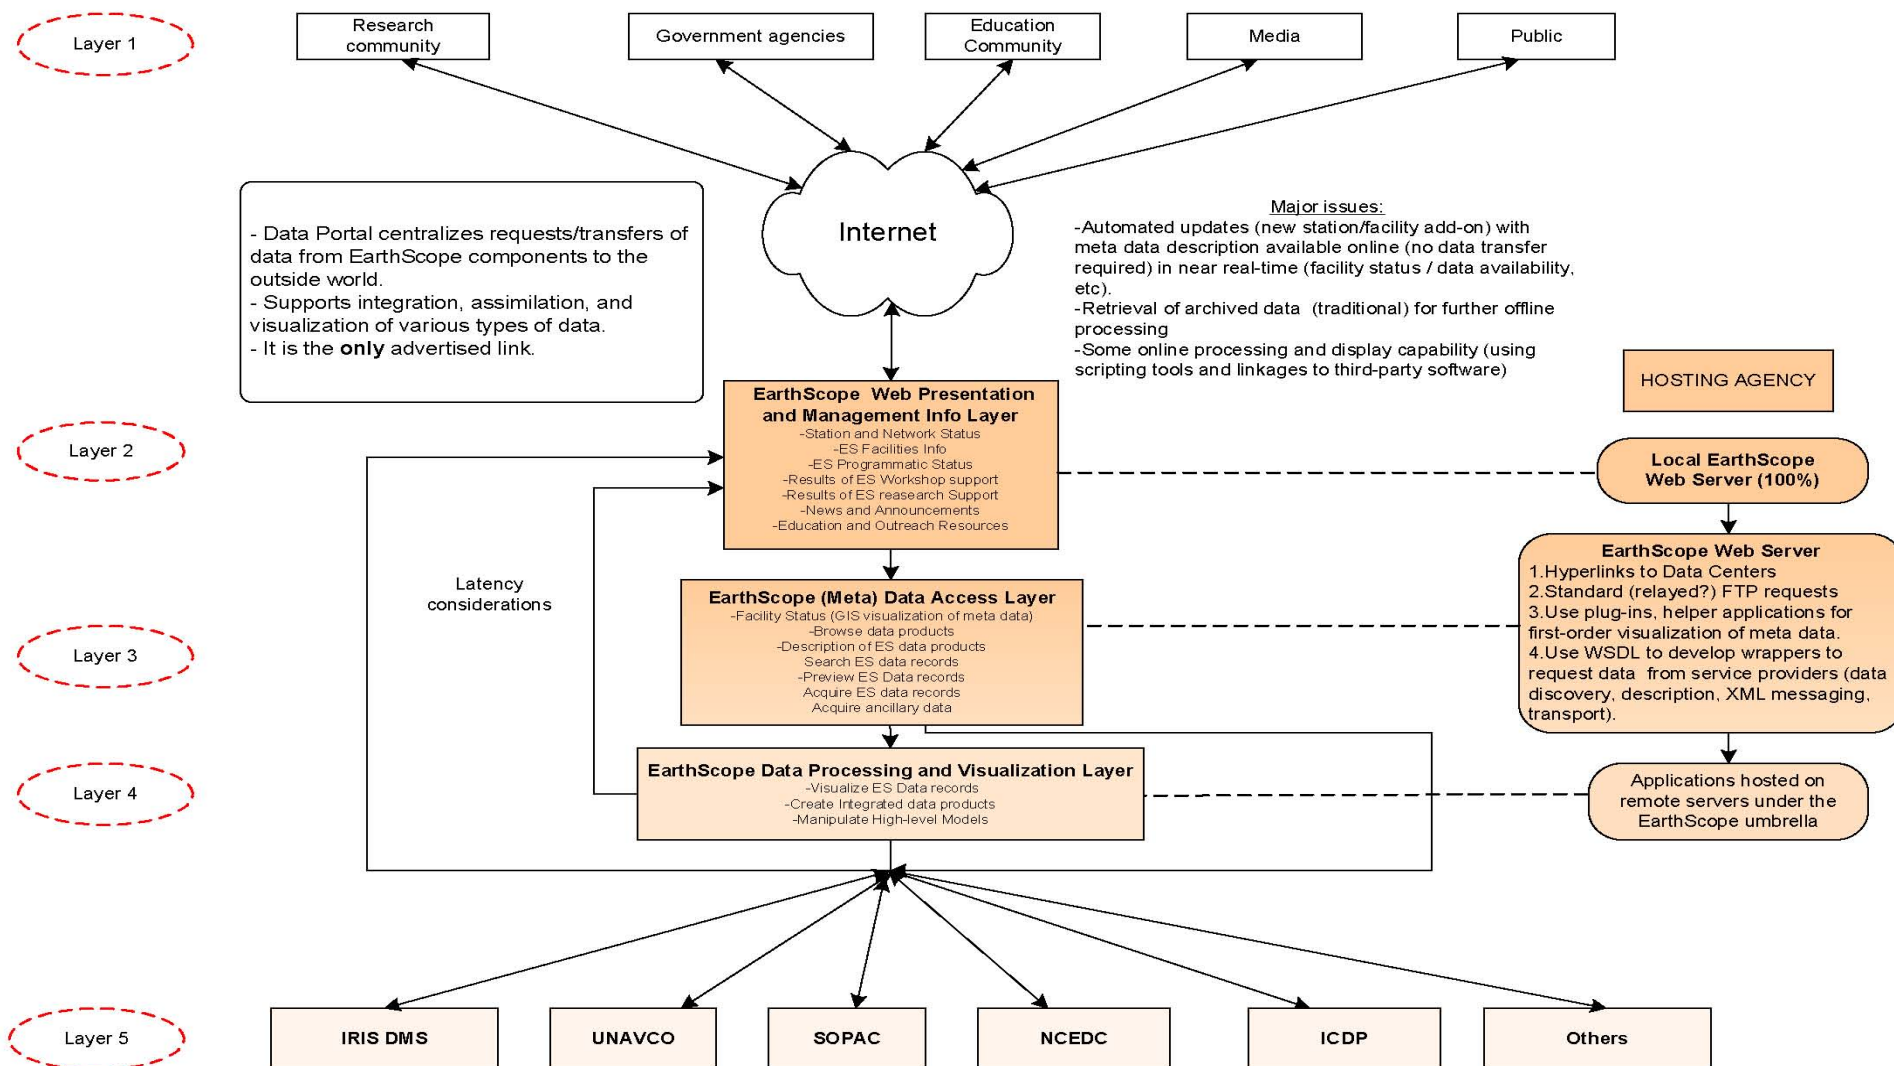 Layer 1
Research
community
Government agencies
Education
Community
Media
Public
Internet
- Data Portal centralizes requests/transfers of
data from EarthScope components to the
outside world.
- Supports integration, assimilation, and
visualization of various types of data.
- It is the only advertised link.
Major issues:
-Automated updates (new station/facility add-on) with
meta data description available online (no data transfer
required) in near real-time (facility status / data availability,
etc).
-Retrieval of archived data (traditional) for further offline
processing
-Some online processing and display capability (using
scripting tools and linkages to third-party software)
HOSTING AGENCY
Layer 2
EarthScope Web Presentation
and Management Info Layer
-Station and Network Status
-ES Facilities Info
-ES Programmatic Status
-Results of ES Workshop support
-Results of ES reasearch Support
-News and Announcements
-Education and Outreach Resources
Local EarthScope
Web Server (100%)
Latency
considerations
Layer 3
EarthScope (Meta) Data Access Layer
-Facility Status (GIS visualization of meta data)
-Browse data products
-Description of ES data products
Search ES data records
-Preview ES Data records
Acquire ES data records
Acquire ancillary data
EarthScope Web Server
1.Hyperlinks to Data Centers
2.Standard (relayed?) FTP requests
3.Use plug-ins, helper applications for
first-order visualization of meta data.
4.Use WSDL to develop wrappers to
request data from service providers (data
discovery, description, XML messaging,
transport).
Layer 4
EarthScope Data Processing and Visualization Layer
-Visualize ES Data records
-Create Integrated data products
-Manipulate High-level Models
Applications hosted on
remote servers under the
EarthScope umbrella
Layer 5
IRIS DMS
UNAVCO
SOPAC
NCEDC
ICDP
Others